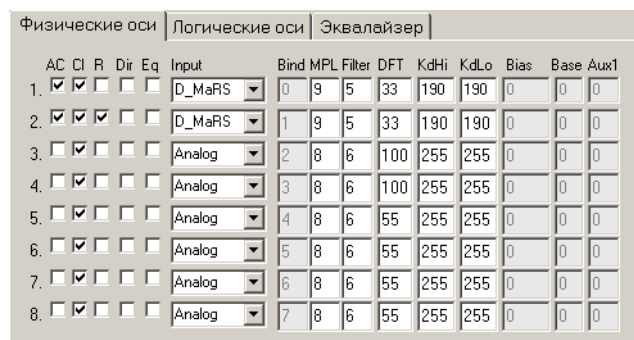 Физические оси Логические оси Эквалайзер
AC Cl R Dir Eq Input Bind MPL Filter DFT KdHi KdLo Bias Base Aux1
1. D_MaRS 0 9 5 33 190 190 0 0 0
2. D_MaRS 1 9 5 33 190 190 0 0 0
3. Analog 2 8 6 100 255 255 0 0 0
4. Analog 3 8 6 100 255 255 0 0 0
5. Analog 4 8 6 55 255 255 0 0 0
6. Analog 5 8 6 55 255 255 0 0 0
7. Analog 6 8 6 55 255 255 0 0 0
8. Analog 7 8 6 55 255 255 0 0 0